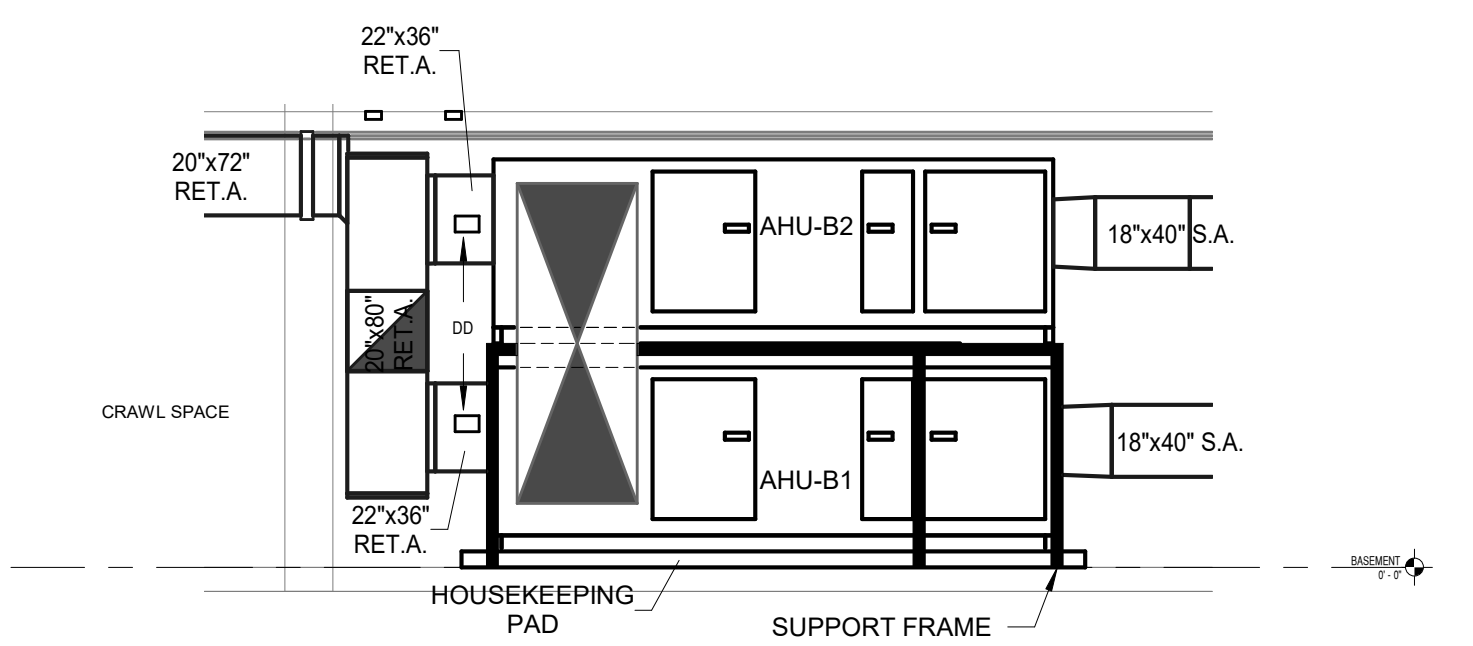 22"x36"
RET.A.
20"x72"
RET.A.
AHU-B2
18"x40" S.A.
20"x80"
RET.A.
DD
CRAWL SPACE
18"x40" S.A.
AHU-B1
22"x36"
RET.A.
BASEMENT
0' - 0"
HOUSEKEEPING
PAD
SUPPORT FRAME